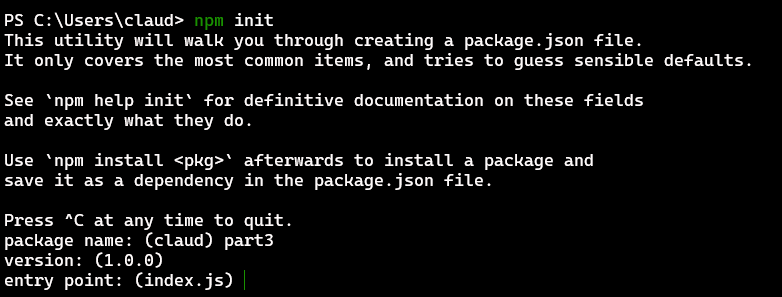 PS C:\Users\claud> npm init
This utility will walk you through creating a package.json file.
It only covers the most common items, and tries to guess sensible defaults.
See `npm help init` for definitive documentation on these fields
and exactly what they do.
Use `npm install <pkg>` afterwards to install a package and
save it as a dependency in the package.json file.
Press ^C at any time to quit.
package name: (claud) part3
version: (1.0.0)
entry point: (index.js)